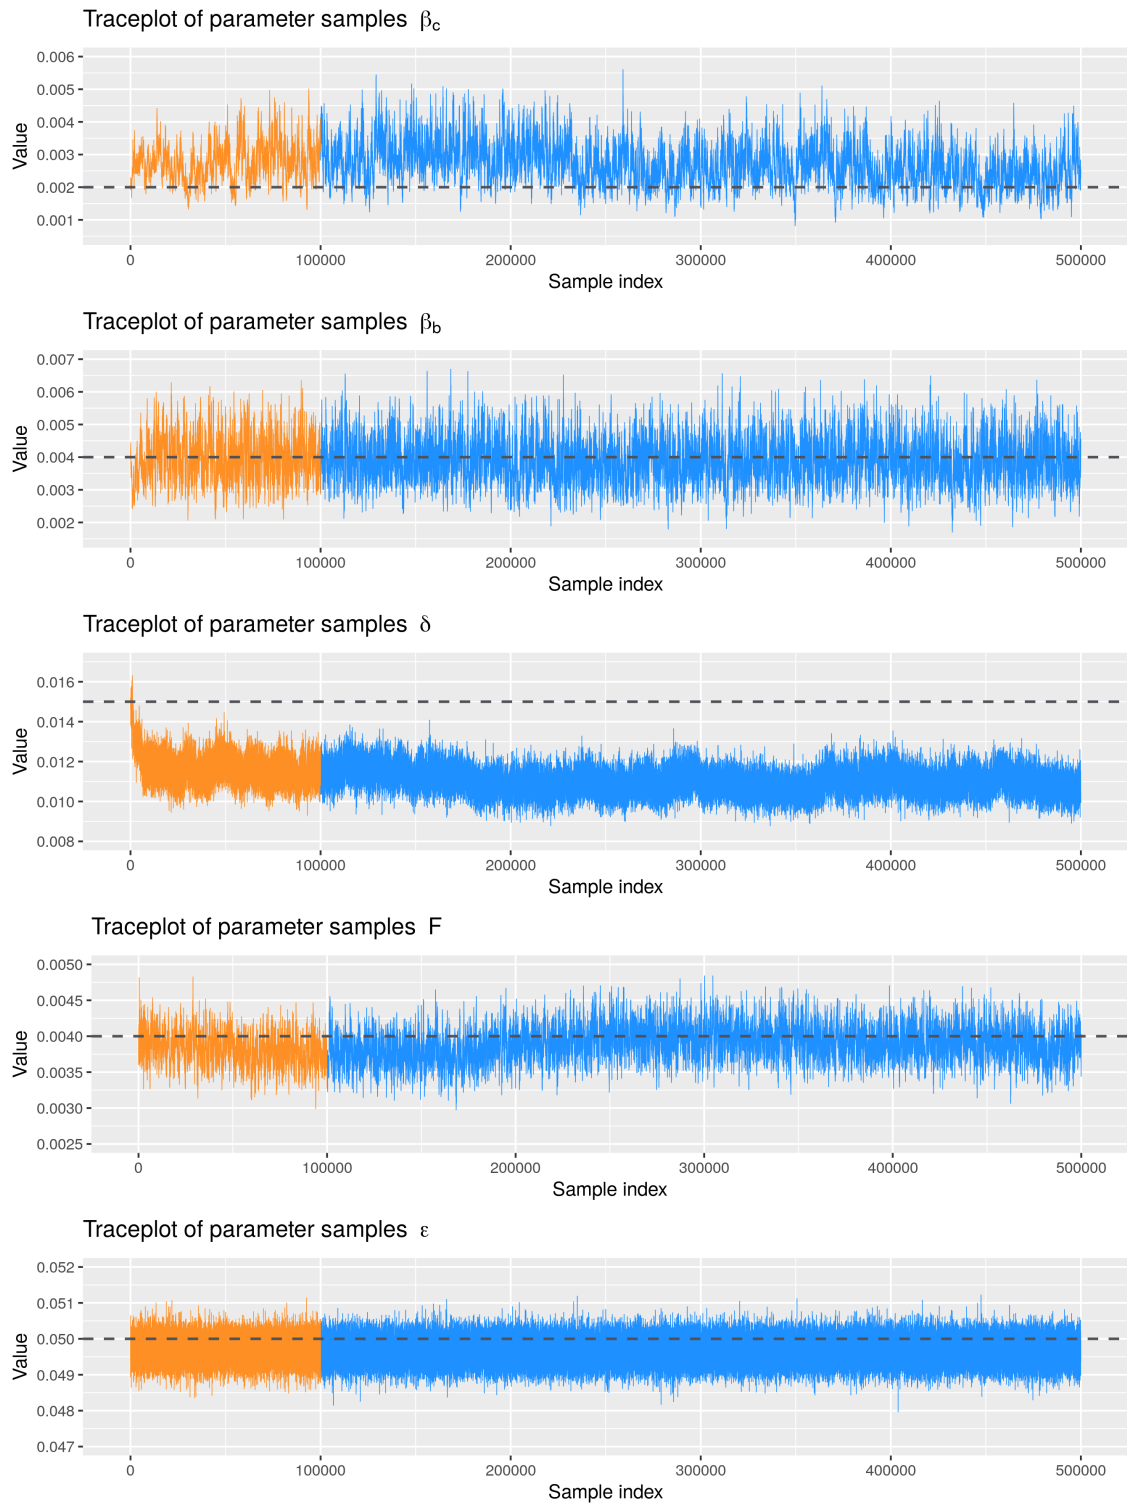 Traceplot of parameter samples βc
0.006
0.005
0.004
0.003
0.002
0.001
Value
0 100000 200000 300000 400000 500000
Sample index
Traceplot of parameter samples βb
0.007
0.006
0.005
0.004
0.003
0.002
Value
0 100000 200000 300000 400000 500000
Sample index
Traceplot of parameter samples δ
0.016
0.014
0.012
0.010
0.008
Value
0 100000 200000 300000 400000 500000
Sample index
Traceplot of parameter samples F
0.0050
0.0045
0.0040
0.0035
0.0030
0.0025
Value
0 100000 200000 300000 400000 500000
Sample index
Traceplot of parameter samples ε
0.052
0.051
0.050
0.049
0.048
0.047
Value
0 100000 200000 300000 400000 500000
Sample index